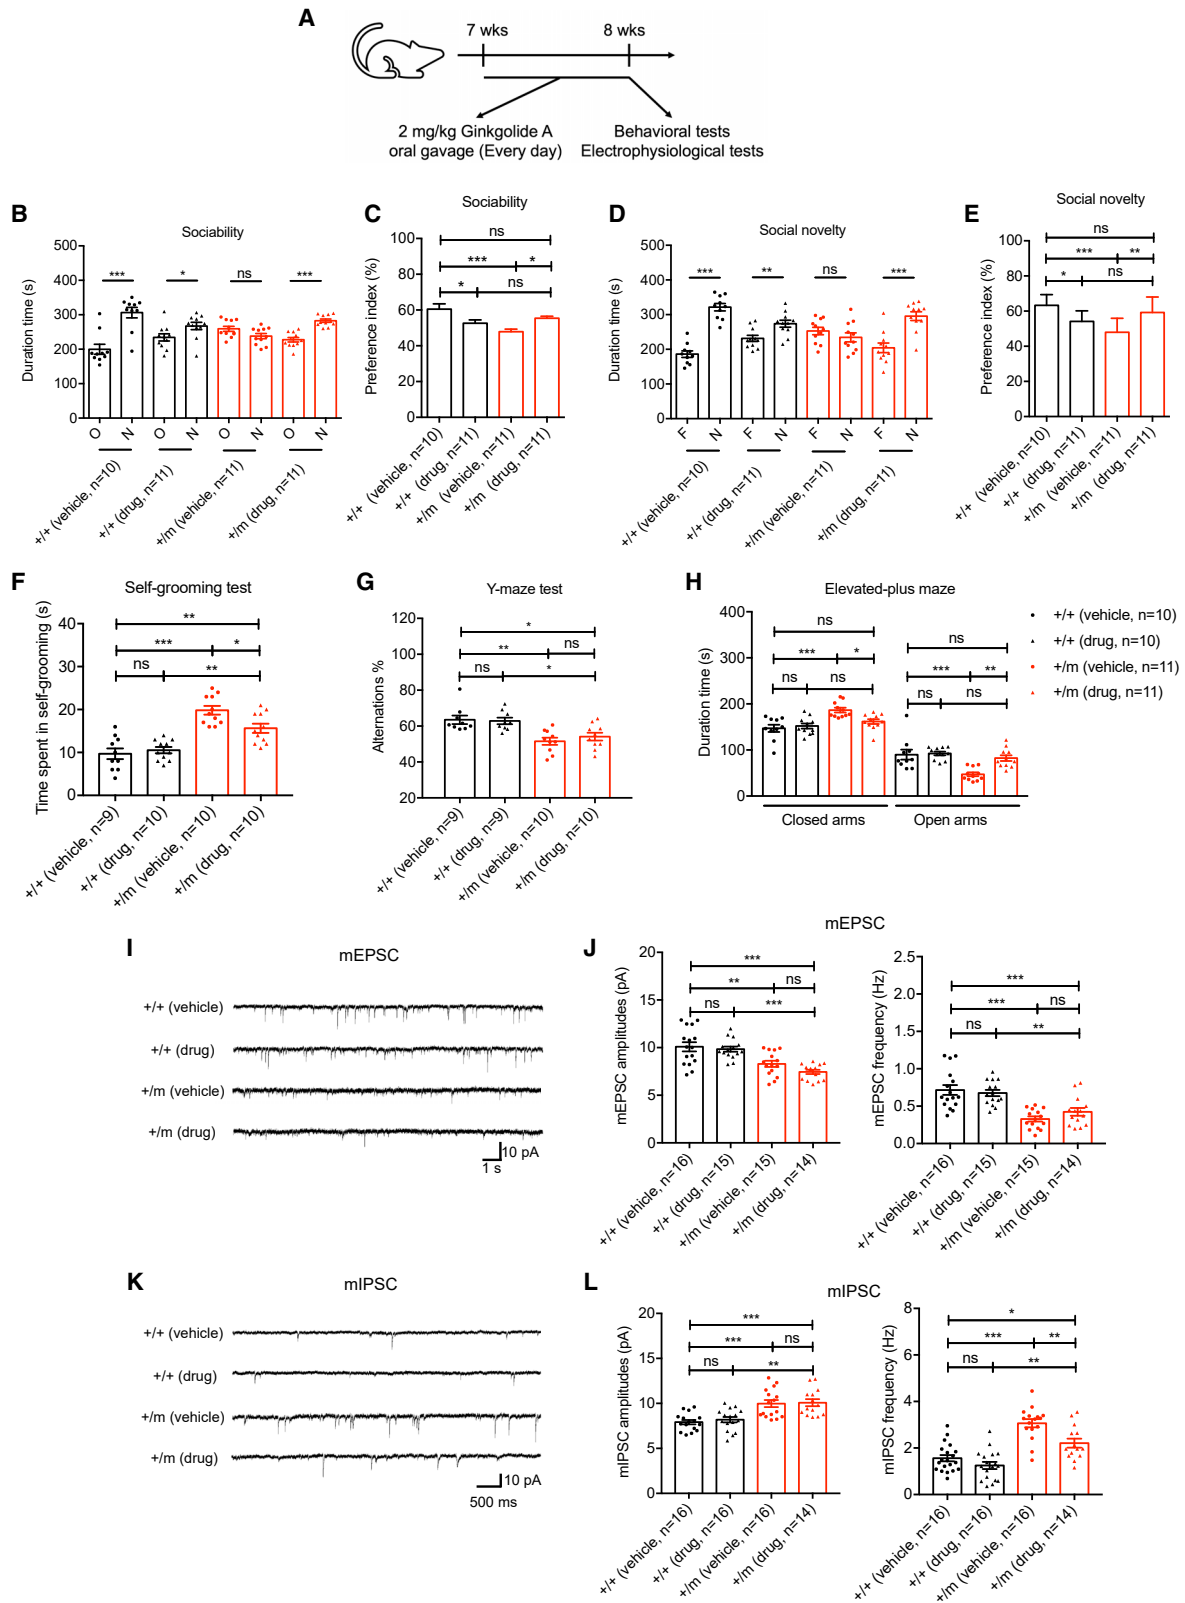 A
7 wks
8 wks
2 mg/kg Ginkgolide A
oral gavage (Every day)
Behavioral tests
Electrophysiological tests
B
Sociability
Duration time (s)
500
400
300
200
100
0
***
*
ns
***
O
N
O
N
O
N
O
N
+/+ (vehicle, n=10)
+/+ (drug, n=11)
+/m (vehicle, n=11)
+/m (drug, n=11)
C
Sociability
Preference index (%)
100
80
60
40
20
0
ns
***
*
*
ns
+/+ (vehicle, n=10)
+/+ (drug, n=11)
+/m (vehicle, n=11)
+/m (drug, n=11)
D
Social novelty
Duration time (s)
500
400
300
200
100
0
***
**
ns
***
F
N
F
N
F
N
F
N
+/+ (vehicle, n=10)
+/+ (drug, n=11)
+/m (vehicle, n=11)
+/m (drug, n=11)
E
Social novelty
Preference index (%)
100
80
60
40
20
0
ns
***
**
*
ns
+/+ (vehicle, n=10)
+/+ (drug, n=11)
+/m (vehicle, n=11)
+/m (drug, n=11)
F
Self-grooming test
Time spent in self-grooming (s)
40
30
20
10
0
**
***
*
ns
**
+/+ (vehicle, n=9)
+/+ (drug, n=10)
+/m (vehicle, n=10)
+/m (drug, n=10)
G
Y-maze test
Alternations %
120
100
80
60
40
20
*
**
ns
ns
*
+/+ (vehicle, n=9)
+/+ (drug, n=9)
+/m (vehicle, n=10)
+/m (drug, n=10)
H
Elevated-plus maze
Duration time (s)
400
300
200
100
0
ns
***
*
ns
ns
ns
***
**
ns
ns
Closed arms
Open arms
+/+ (vehicle, n=10)
+/+ (drug, n=10)
+/m (vehicle, n=11)
+/m (drug, n=11)
I
mEPSC
+/+ (vehicle)
+/+ (drug)
+/m (vehicle)
+/m (drug)
10 pA
1 s
J
mEPSC
mEPSC amplitudes (pA)
20
15
10
5
0
***
**
ns
ns
***
+/+ (vehicle, n=16)
+/+ (drug, n=15)
+/m (vehicle, n=15)
+/m (drug, n=14)
mEPSC frequency (Hz)
2.5
2.0
1.5
1.0
0.5
0.0
***
***
ns
ns
**
+/+ (vehicle, n=16)
+/+ (drug, n=15)
+/m (vehicle, n=15)
+/m (drug, n=14)
K
mIPSC
+/+ (vehicle)
+/+ (drug)
+/m (vehicle)
+/m (drug)
10 pA
500 ms
L
mIPSC
mIPSC amplitudes (pA)
20
15
10
5
0
***
***
ns
ns
**
+/+ (vehicle, n=16)
+/+ (drug, n=16)
+/m (vehicle, n=16)
+/m (drug, n=14)
mIPSC frequency (Hz)
8
6
4
2
0
*
***
**
ns
**
+/+ (vehicle, n=16)
+/+ (drug, n=16)
+/m (vehicle, n=16)
+/m (drug, n=14)